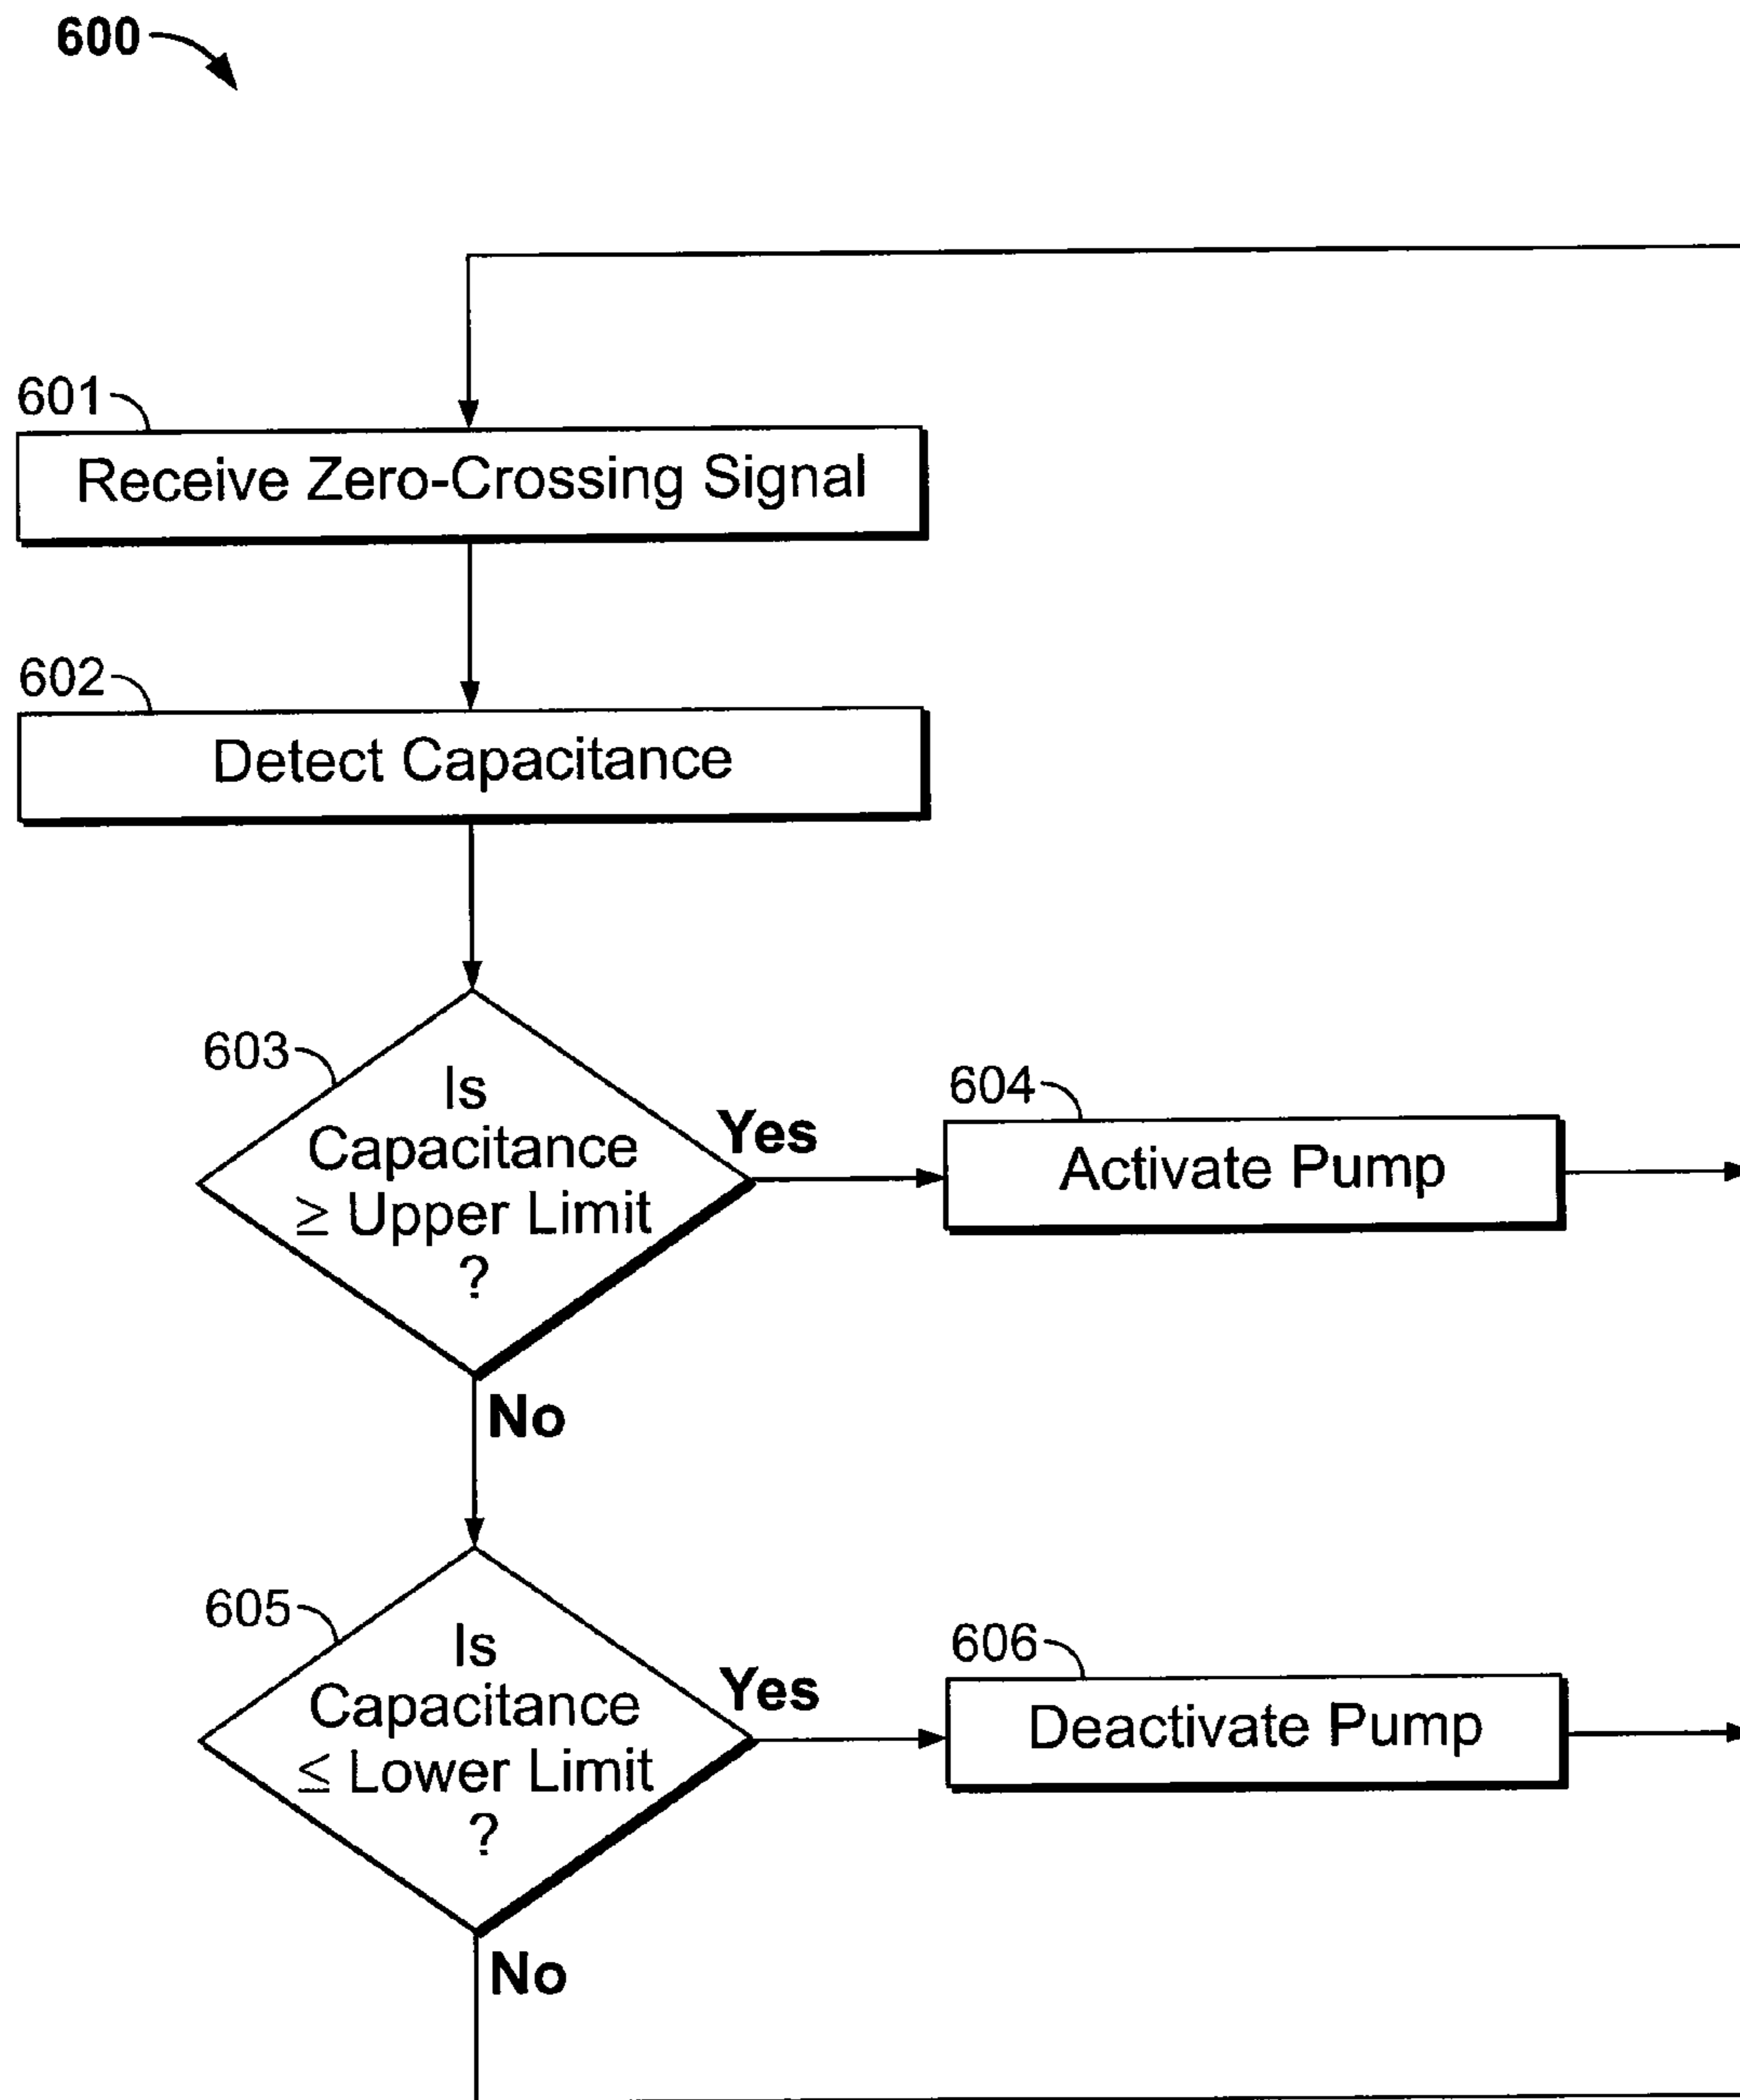 600
601
Receive Zero-Crossing Signal
602
Detect Capacitance
603
Is
Capacitance
≥ Upper Limit
?
Yes
604
Activate Pump
No
605
Is
Capacitance
≤ Lower Limit
?
Yes
606
Deactivate Pump
No